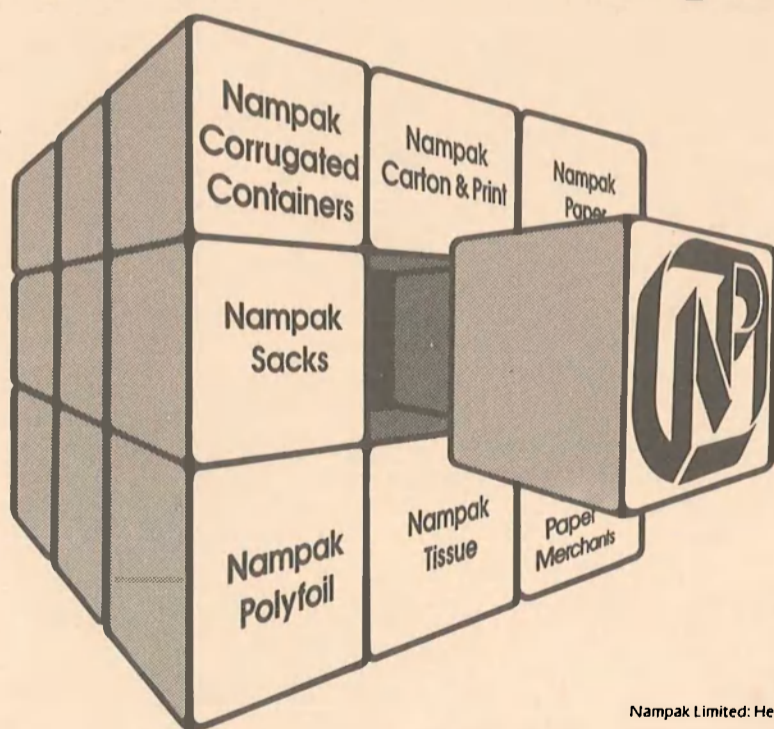 Nampak
Corrugated
Containers
Nampak
Carton & Print
Nampak
Paper
Nampak
Sacks
Nampak
Polyfoil
Nampak
Tissue
Paper
Merchants
Nampak Limited: He